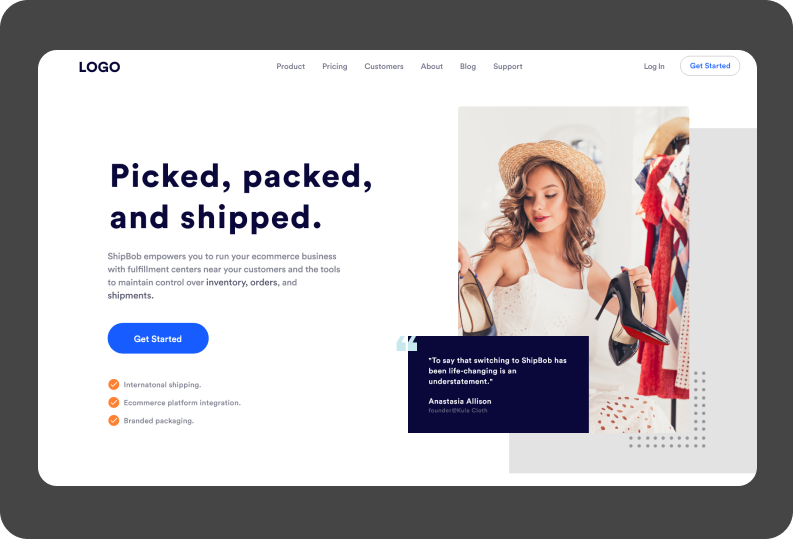 LOGO
Product Pricing Customers About Blog Support
Log In Get Started
Picked, packed,
and shipped.
ShipBob empowers you to run your ecommerce business
with fulfillment centers near your customers and the tools
to maintain control over inventory, orders, and
shipments.
Get Started
Internatonal shipping.
Ecommerce platform integration.
Branded packaging.
“
"To say that switching to ShipBob has
been life-changing is an
understatement."
Anastasia Allison
founder@Kula Cloth